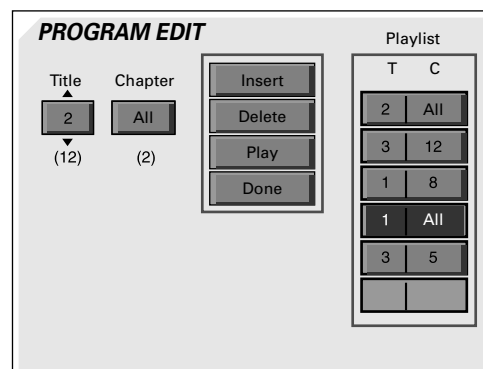 PROGRAM EDIT
Title Chapter
2 All
(12) (2)
Insert
Delete
Play
Done
Playlist
T C
2 All
3 12
1 8
1 All
3 5